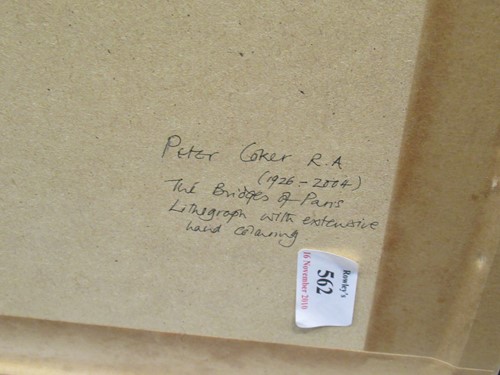 Peter Coker R.A
(1926-2004)
The Bridges of Paris
Lithograph with extensive
hand colouring
Rowley's
562
16 November 2010